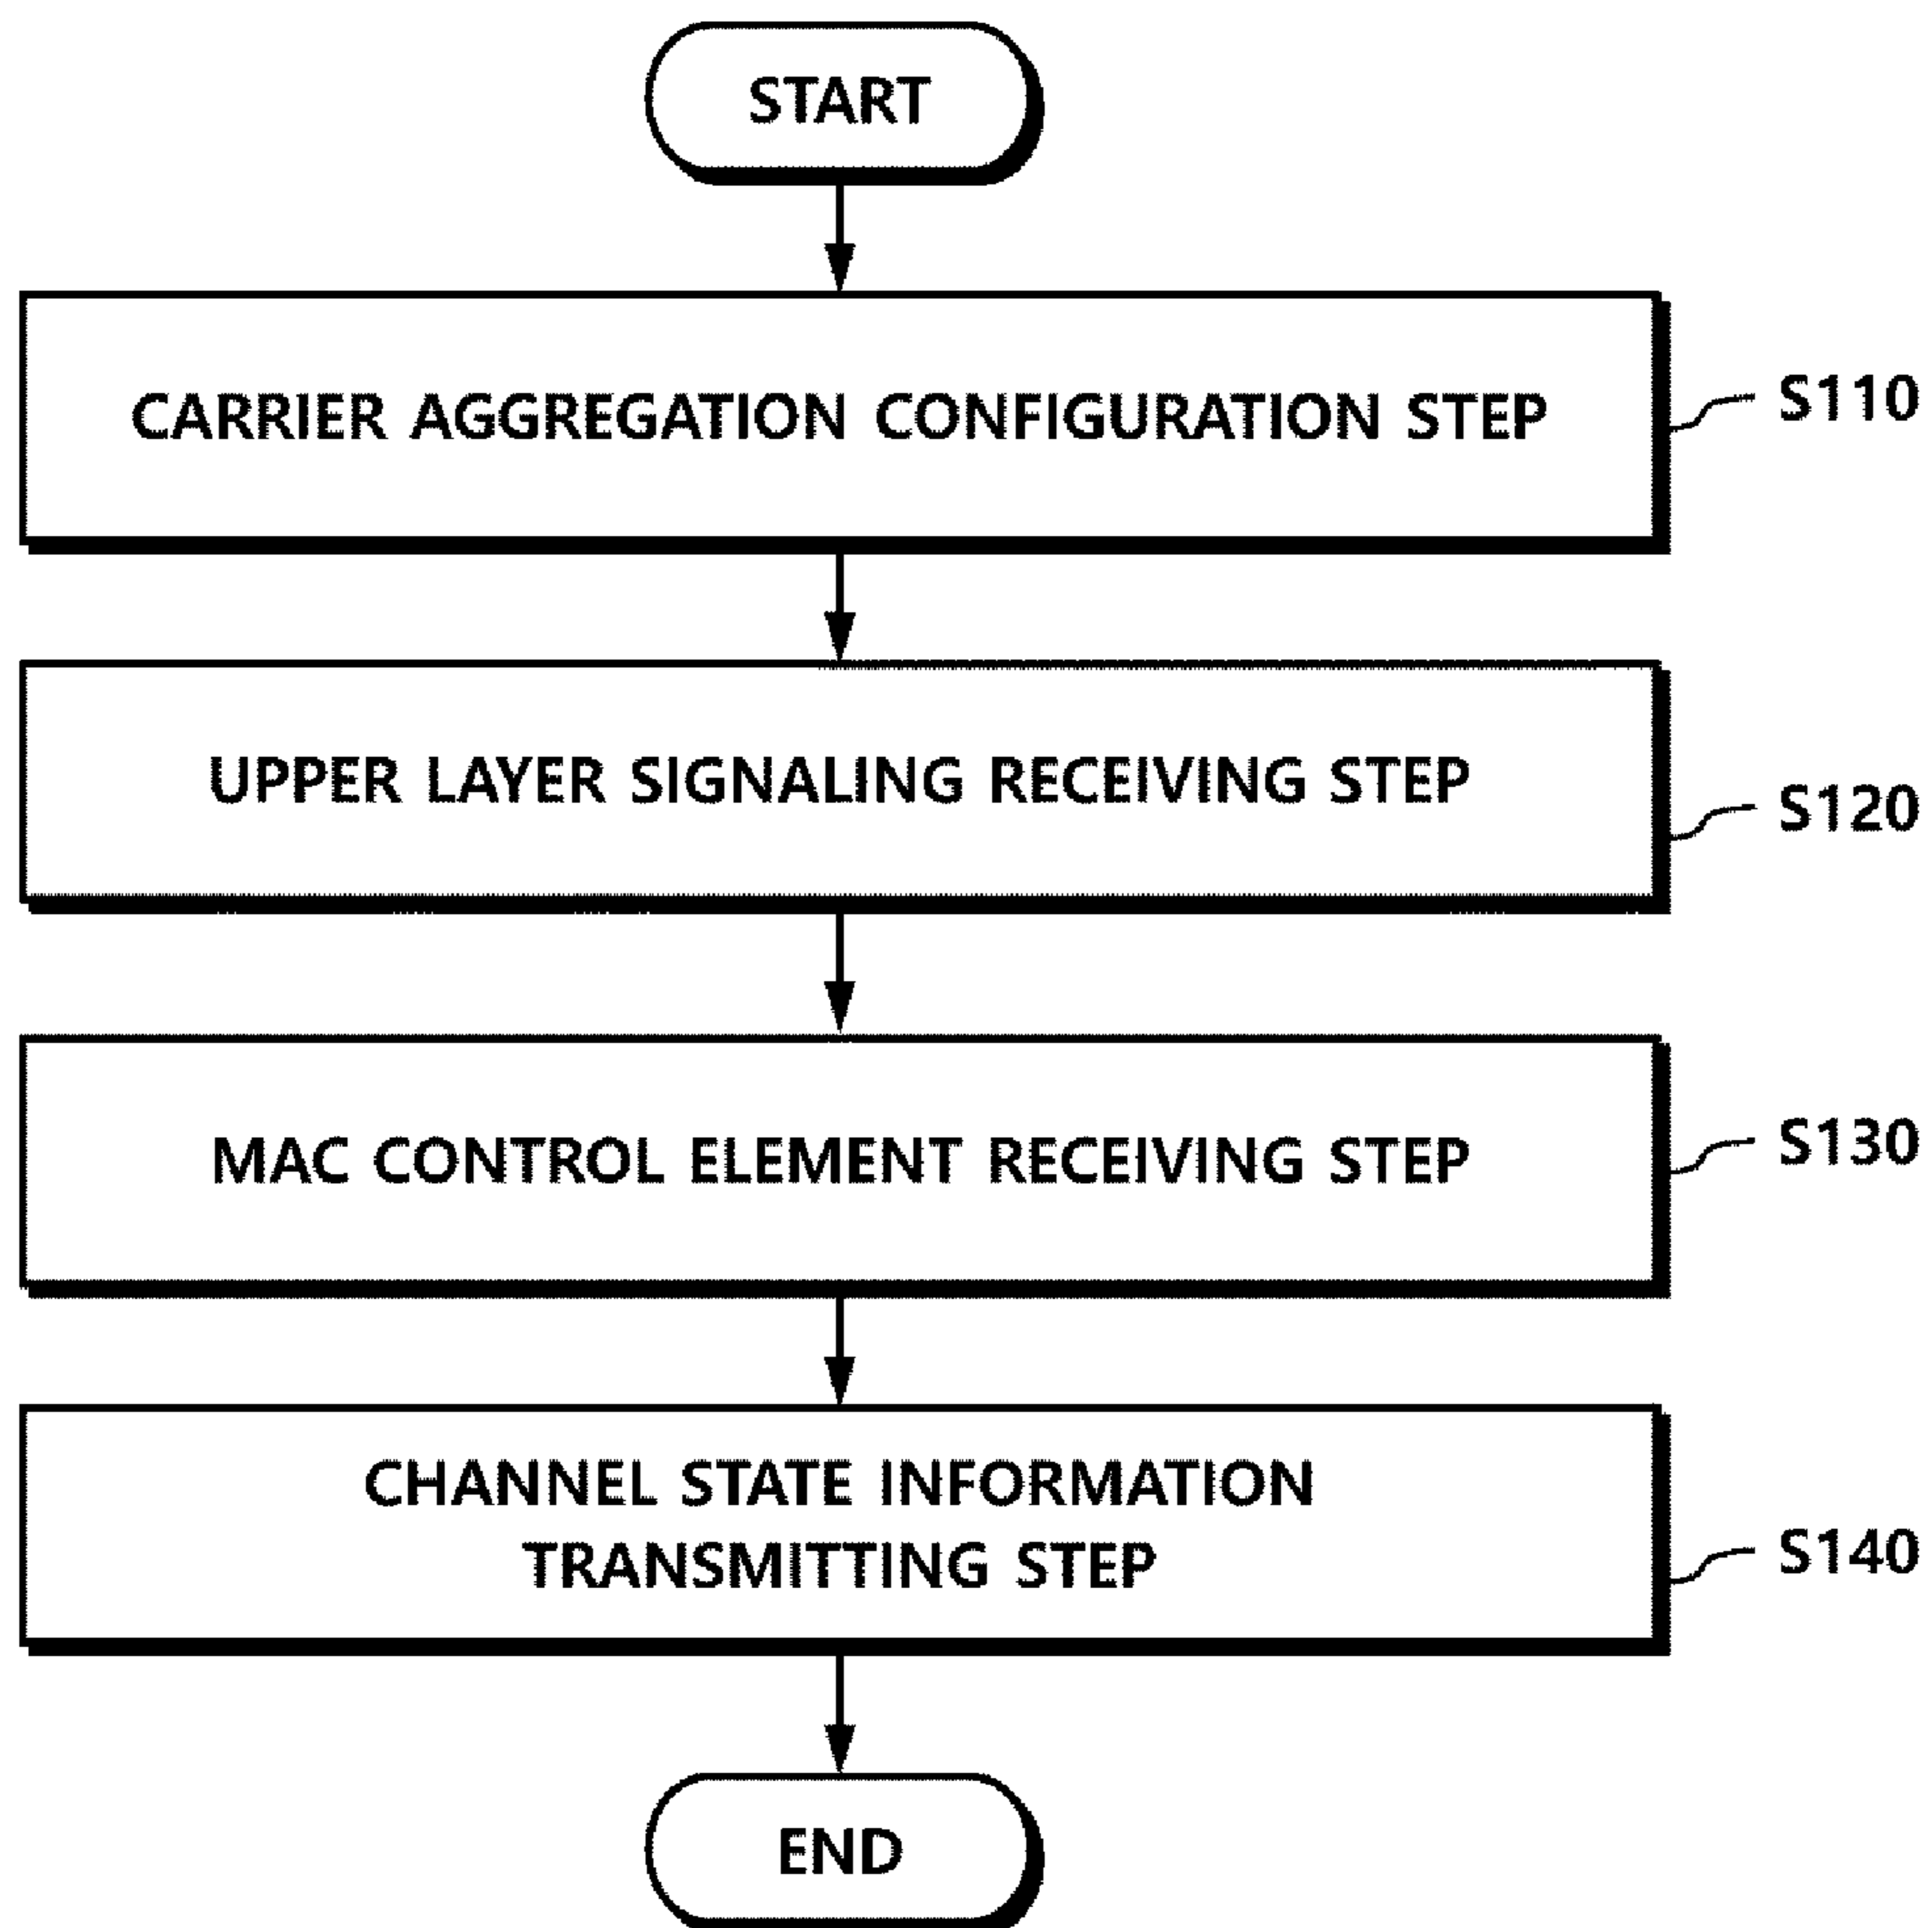 START
CARRIER AGGREGATION CONFIGURATION STEP
S110
UPPER LAYER SIGNALING RECEIVING STEP
S120
MAC CONTROL ELEMENT RECEIVING STEP
S130
CHANNEL STATE INFORMATION
TRANSMITTING STEP
S140
END